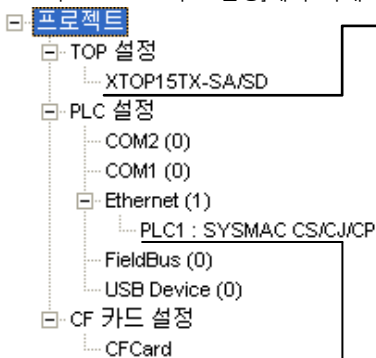 프로젝트
TOP 설정
XTOP15TX-SA/SD
PLC 설정
COM2 (0)
COM1 (0)
Ethernet (1)
PLC1 : SYSMAC CS/CJ/CP
FieldBus (0)
USB Device (0)
CF 카드 설정
CFCard